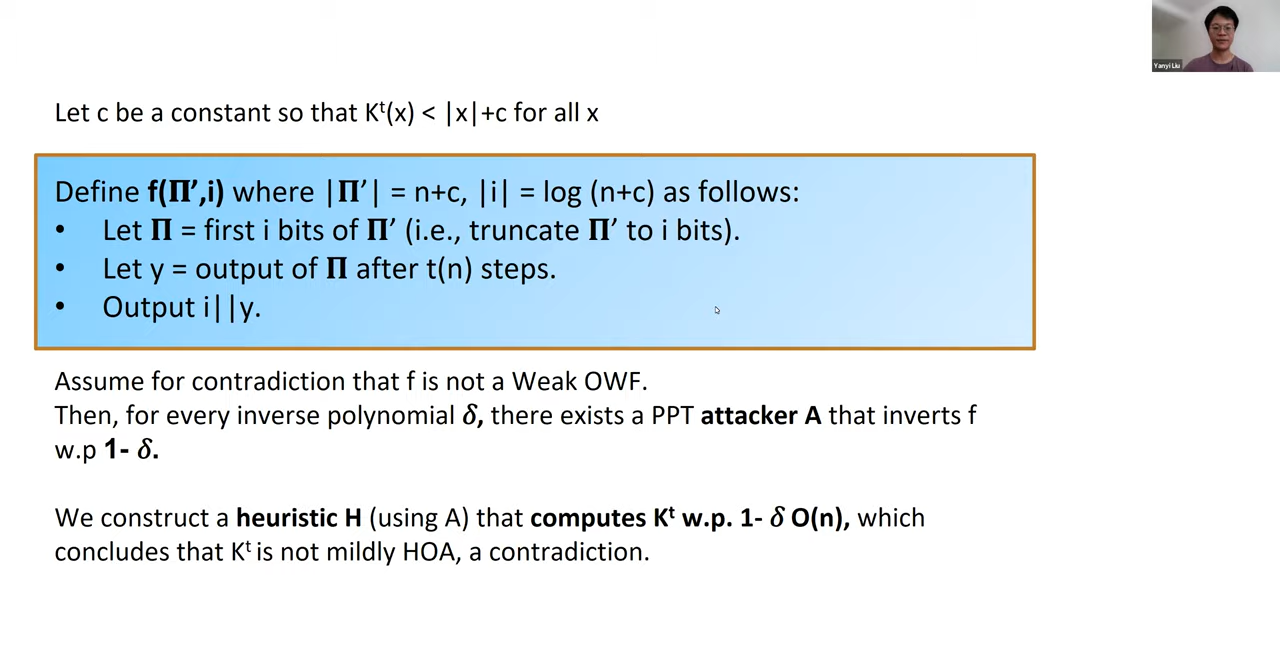 Yanyi Liu
Let c be a constant so that Kᵗ(x) < |x|+c for all x
Define f(Π’,i) where |Π’| = n+c, |i| = log (n+c) as follows:
• Let Π = first i bits of Π’ (i.e., truncate Π’ to i bits).
• Let y = output of Π after t(n) steps.
• Output i||y.
Assume for contradiction that f is not a Weak OWF.
Then, for every inverse polynomial δ, there exists a PPT attacker A that inverts f
w.p 1- δ.
We construct a heuristic H (using A) that computes Kᵗ w.p. 1- δ O(n), which
concludes that Kᵗ is not mildly HOA, a contradiction.